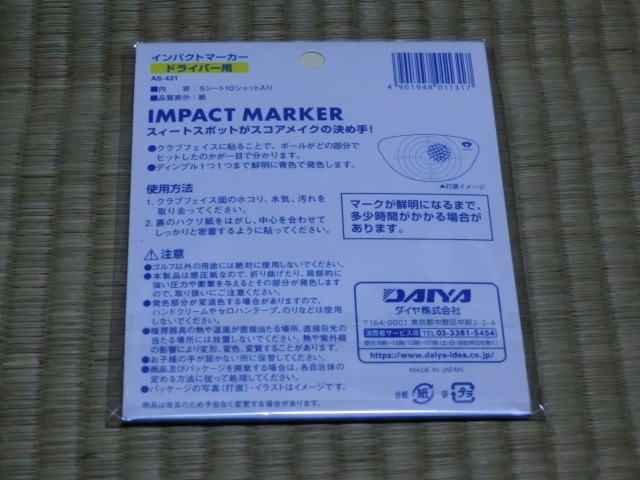 インパクトマーカー
ドライバー用
AS-421
■内　容：5シート10ショット入り
■品質表示：紙
4 901948 011317
IMPACT MARKER
スィートスポットがスコアメイクの決め手！
●クラブフェイスに貼ることで、ボールがどの部分で
ヒットしたのかが一目で分かります。
●ディンプル1つ1つまで鮮明に青色で発色します。
▲打痕イメージ
使用方法
1. クラブフェイス面のホコリ、水気、汚れを
取り去ってください。
2. 裏のハクリ紙をはがし、中心を合わせて
しっかりと密着するように貼ってください。
マークが鮮明になるまで、
多少時間がかかる場合が
あります。
⚠注意
●ゴルフ以外の用途には絶対に使用しないでください。
●本製品は感圧紙なので、折り曲げたり、局部的に
強い圧力や衝撃を与えるとその部分が発色しますので、
ので、取り扱いにご注意ください。
●発色部分が変退色する場合がありますので、
ハンドクリームやセロハンテープ、のりなどは使用
しないでください。
●暖房器具の熱や温風が直接当たる場所、直接日光の
当たる場所には放置しないでください。熱や紫外線
の影響により変形、変色、変質することがあります。
●お子様の手が届かない所に保管してください。
●商品及びパッケージを廃棄する場合は、各自治体の
定める方法に従って処理してください。
●パッケージの写真(打痕)・イラストはイメージです。
商品は改良のため予告なく変更する場合があります。
DAIYA
ダイヤ株式会社
〒164-0001 東京都中野区中野2-2-4
消費者サービス係 TEL 03-3381-5454
受付 9時〜12時/13時〜17時 (土・日・祝祭日を除く)
https://www.daiya-idea.co.jp/
MADE IN JAPAN
台紙 紙 袋 プラ